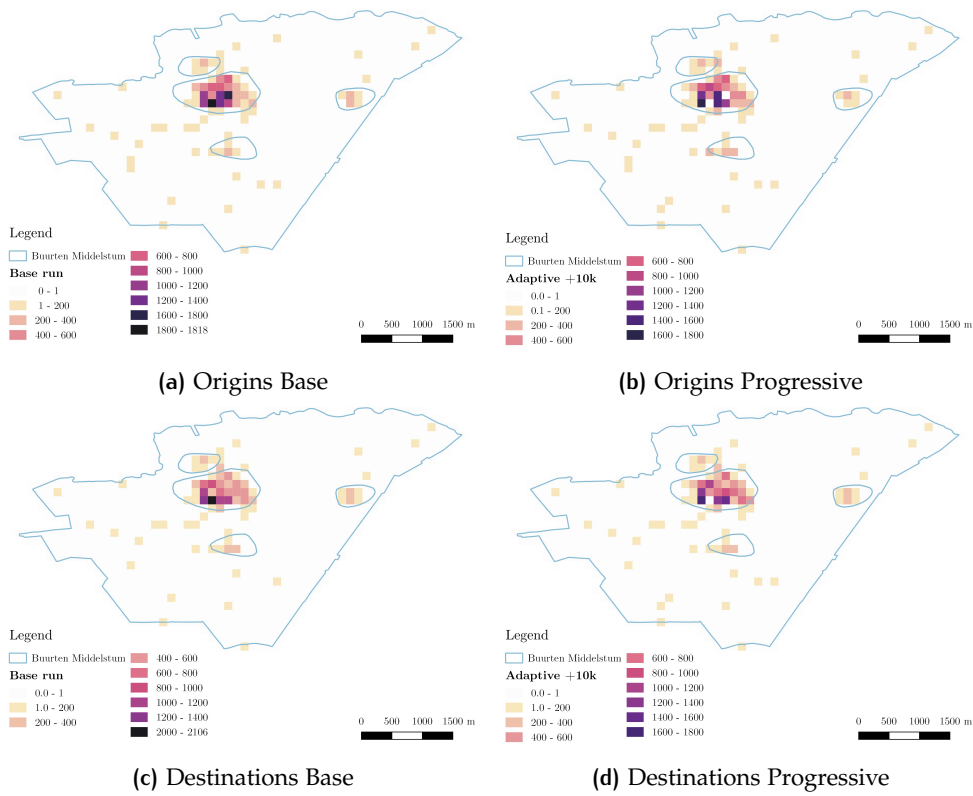 Legend
Buurten Middelstum
Base run
0 - 1
1 - 200
200 - 400
400 - 600
600 - 800
800 - 1000
1000 - 1200
1200 - 1400
1600 - 1800
1800 - 1818
0 500 1000 1500 m
(a) Origins Base
Legend
Buurten Middelstum
Adaptive +10k
0.0 - 1
0.1 - 200
200 - 400
400 - 600
600 - 800
800 - 1000
1000 - 1200
1200 - 1400
1400 - 1600
1600 - 1800
0 500 1000 1500 m
(b) Origins Progressive
Legend
Buurten Middelstum
Base run
0.0 - 1
1.0 - 200
200 - 400
400 - 600
600 - 800
800 - 1000
1000 - 1200
1200 - 1400
2000 - 2106
0 500 1000 1500 m
(c) Destinations Base
Legend
Buurten Middelstum
Adaptive +10k
0.0 - 1
1.0 - 200
200 - 400
400 - 600
600 - 800
800 - 1000
1000 - 1200
1200 - 1400
1400 - 1600
1600 - 1800
0 500 1000 1500 m
(d) Destinations Progressive